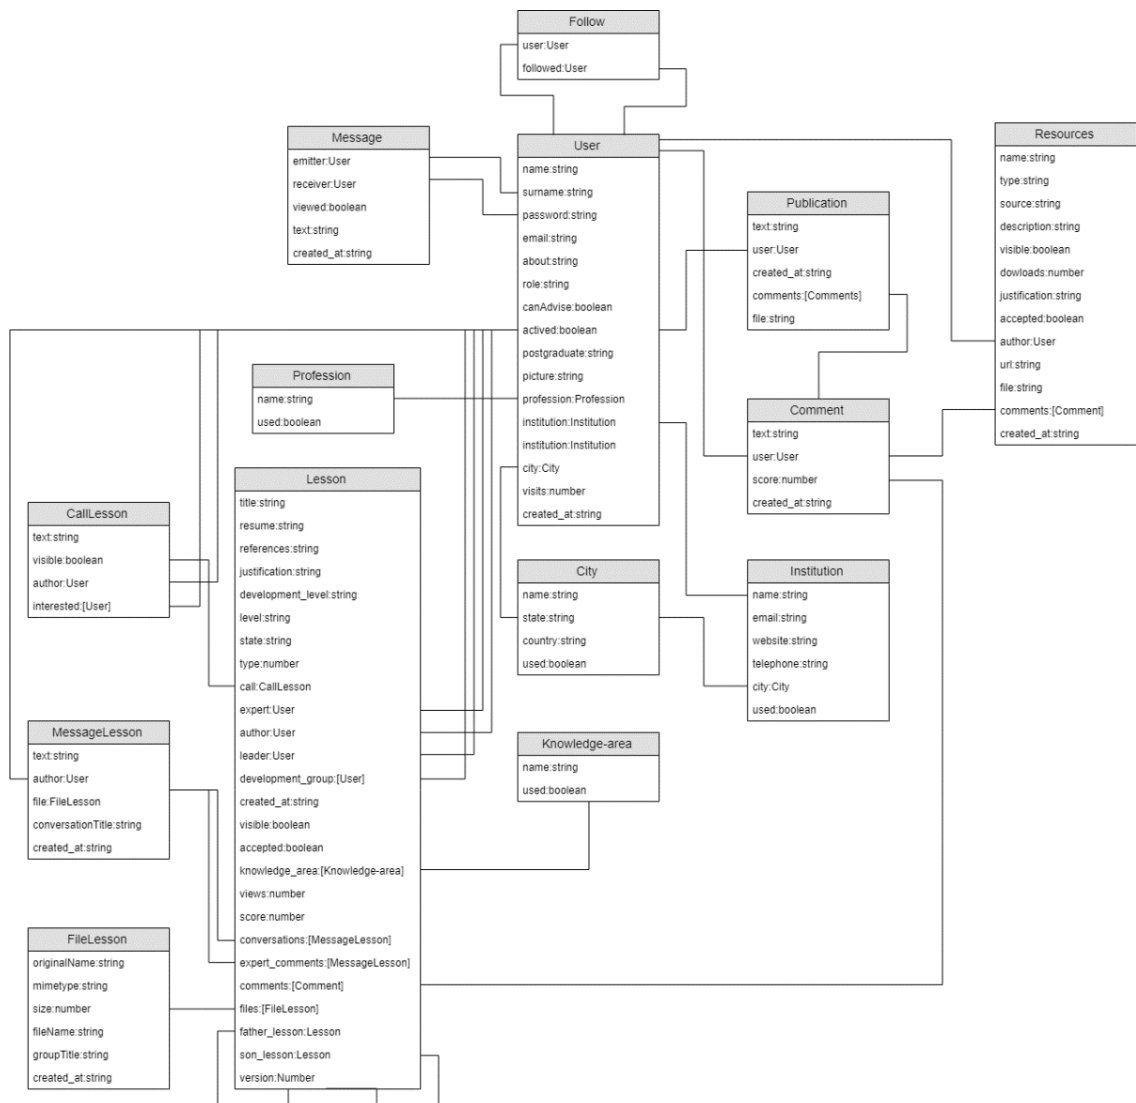 Follow
user:User
followed:User
Message
emitter:User
receiver:User
viewed:boolean
text:string
created_at:string
User
name:string
surname:string
password:string
email:string
about:string
role:string
canAdvise:boolean
actived:boolean
postgraduate:string
picture:string
profession:Profession
institution:Institution
institution:Institution
city:City
visits:number
created_at:string
Publication
text:string
user:User
created_at:string
comments:[Comments]
file:string
Resources
name:string
type:string
source:string
description:string
visible:boolean
dowloads:number
justification:string
accepted:boolean
author:User
url:string
file:string
comments:[Comment]
created_at:string
Profession
name:string
used:boolean
Comment
text:string
user:User
score:number
created_at:string
Lesson
title:string
resume:string
references:string
justification:string
development_level:string
level:string
state:string
type:number
call:CallLesson
expert:User
author:User
leader:User
development_group:[User]
created_at:string
visible:boolean
accepted:boolean
knowledge_area:[Knowledge-area]
views:number
score:number
conversations:[MessageLesson]
expert_comments:[MessageLesson]
comments:[Comment]
files:[FileLesson]
father_lesson:Lesson
son_lesson:Lesson
version:Number
CallLesson
text:string
visible:boolean
author:User
interested:[User]
City
name:string
state:string
country:string
used:boolean
Institution
name:string
email:string
website:string
telephone:string
city:City
used:boolean
MessageLesson
text:string
author:User
file:FileLesson
conversationTitle:string
created_at:string
Knowledge-area
name:string
used:boolean
FileLesson
originalName:string
mimetype:string
size:number
fileName:string
groupTitle:string
created_at:string